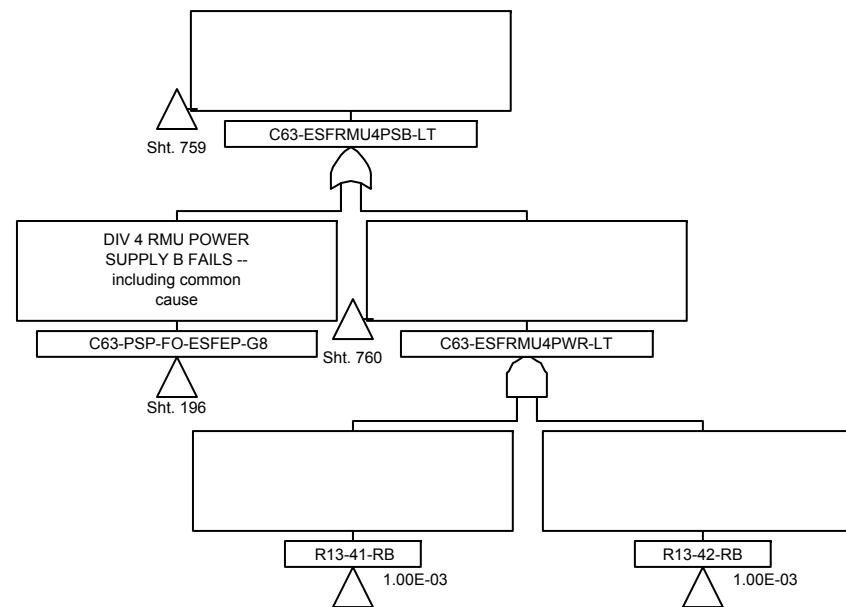 Sht. 759
C63-ESFRMU4PSB-LT
DIV 4 RMU POWER
SUPPLY B FAILS --
including common
cause
C63-PSP-FO-ESFEP-G8
Sht. 196
Sht. 760
C63-ESFRMU4PWR-LT
R13-41-RB
1.00E-03
R13-42-RB
1.00E-03